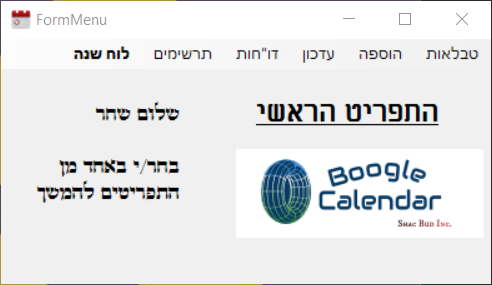 FormMenu
טבלאות הוספה עדכון דו"חות תרשימים לוח שנה
התפריט הראשי
שלום שחר
בחר/י באחד מן
התפריטים להמשך
Boogle
Calendar
Shac Bud Inc.